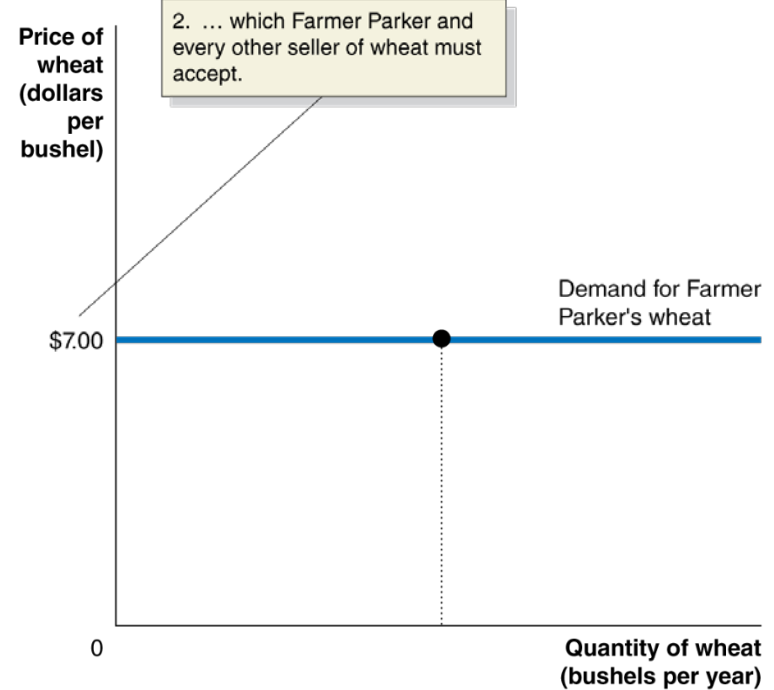 2. … which Farmer Parker and
every other seller of wheat must
accept.
Price of
wheat
(dollars
per
bushel)
Demand for Farmer
Parker's wheat
$7.00
0
Quantity of wheat
(bushels per year)